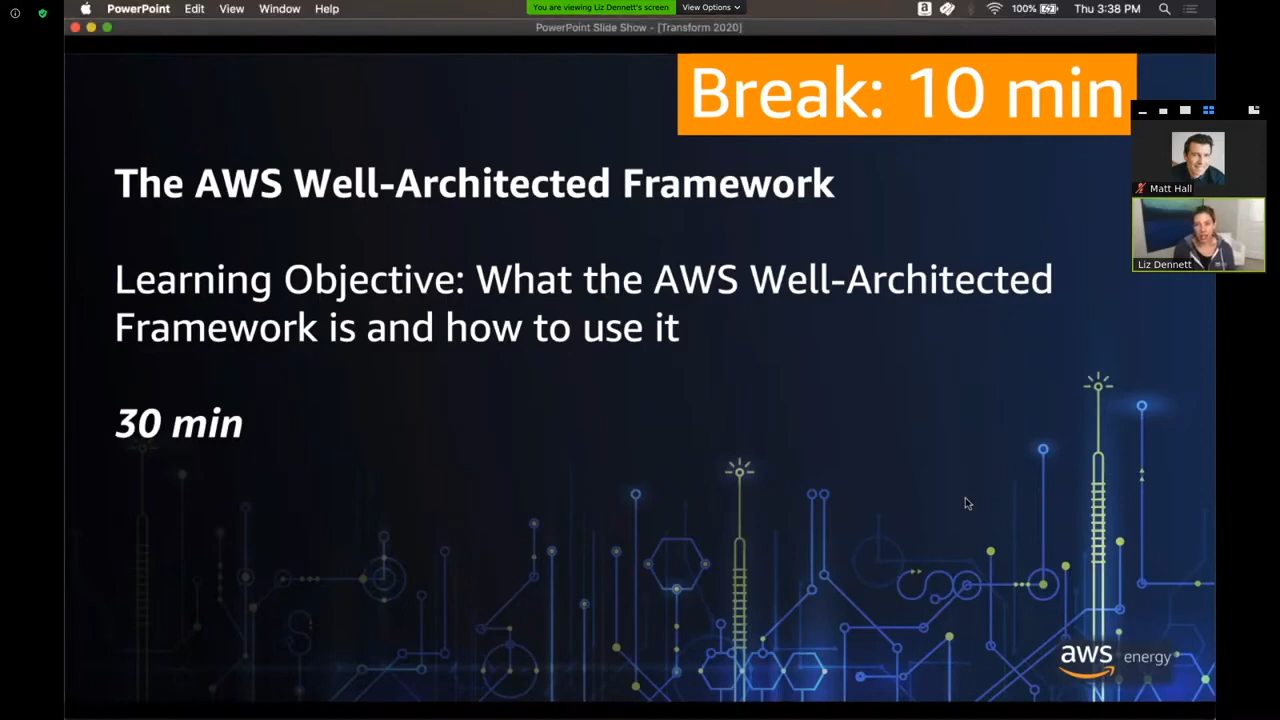 PowerPoint Edit View Window Help
You are viewing Liz Dennett's screen View Options
100% Thu 3:38 PM
PowerPoint Slide Show - [Transform 2020]
Break: 10 min
The AWS Well-Architected Framework
Learning Objective: What the AWS Well-Architected
Framework is and how to use it
30 min
Matt Hall
Liz Dennett
aws energy